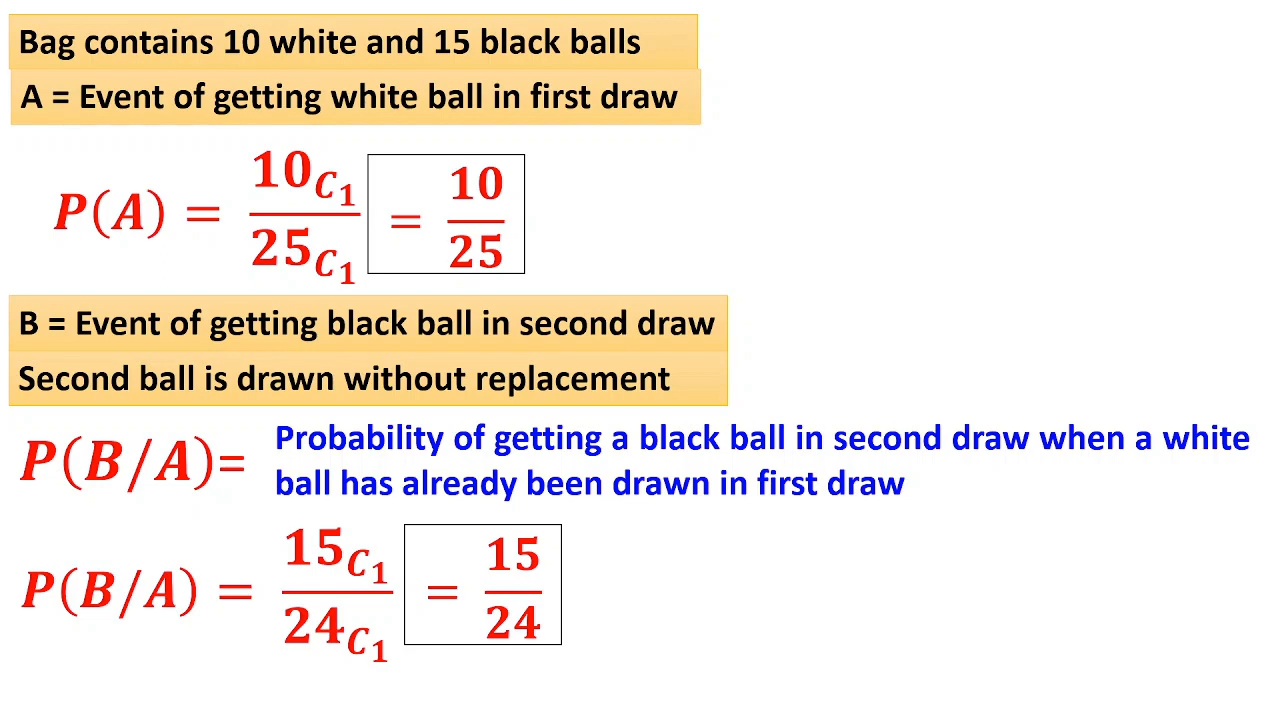 Bag contains 10 white and 15 black balls
A = Event of getting white ball in first draw
P(A) = 10C1/25C1 = 10/25
B = Event of getting black ball in second draw
Second ball is drawn without replacement
P(B/A)= Probability of getting a black ball in second draw when a white
ball has already been drawn in first draw
P(B/A) = 15C1/24C1 = 15/24